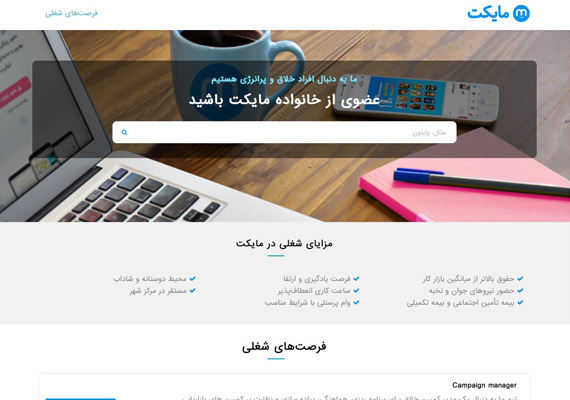 مایکت
فرصت‌های شغلی
ما به دنبال افراد خلاق و پرانرژی هستیم
عضوی از خانواده مایکت باشید
مثال: پایتون
مزایای شغلی در مایکت
حقوق بالاتر از میانگین بازار کار
فرصت یادگیری و ارتقا
محیط دوستانه و شاداب
حضور نیروهای جوان و نخبه
ساعت کاری انعطاف‌پذیر
مستقر در مرکز شهر
بیمه تأمین اجتماعی و بیمه تکمیلی
وام پرسنلی با شرایط مناسب
فرصت‌های شغلی
Campaign manager